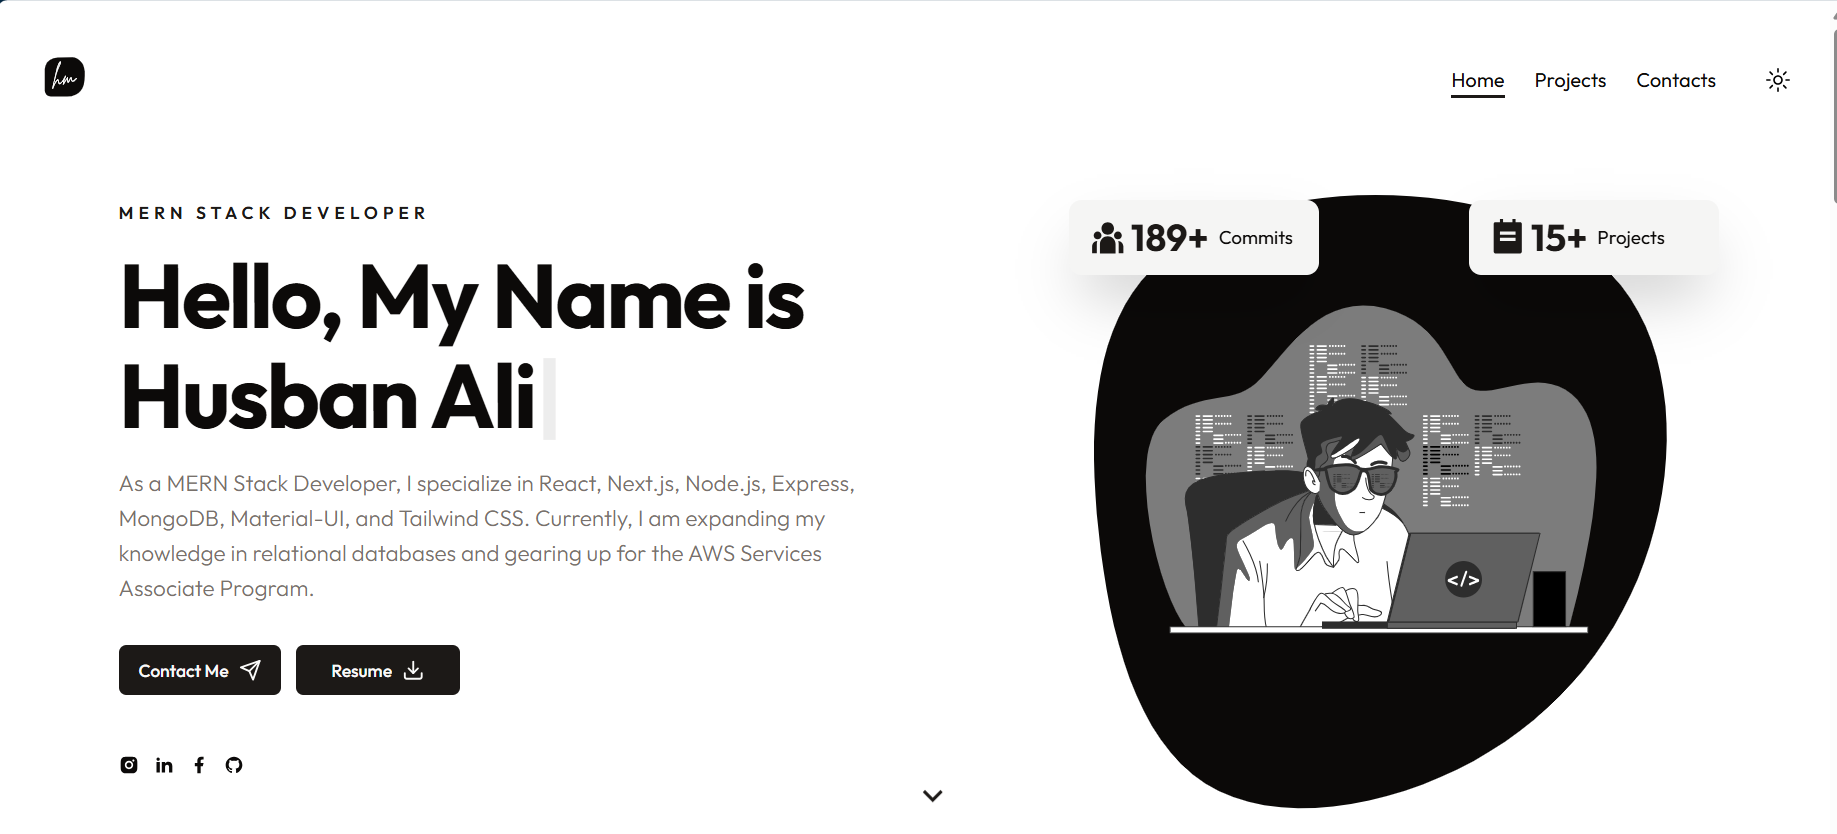 hm
Home Projects Contacts
MERN STACK DEVELOPER
189+ Commits
15+ Projects
Hello, My Name is
Husban Ali
As a MERN Stack Developer, I specialize in React, Next.js, Node.js, Express,
MongoDB, Material-UI, and Tailwind CSS. Currently, I am expanding my
knowledge in relational databases and gearing up for the AWS Services
Associate Program.
</>
Contact Me
Resume